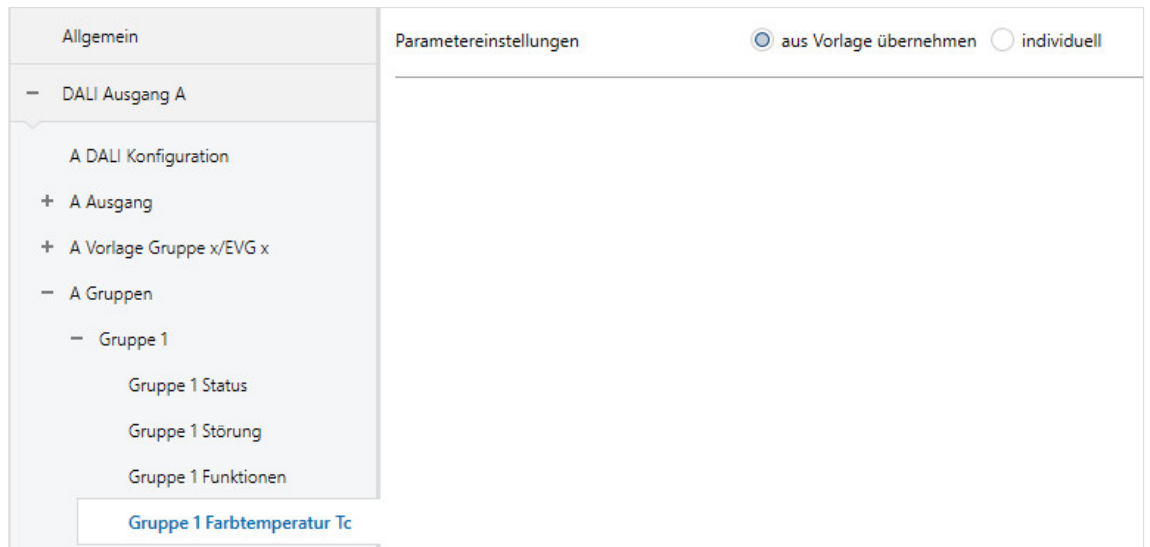 Allgemein
Parametereinstellungen aus Vorlage übernehmen individuell
DALI Ausgang A
A DALI Konfiguration
A Ausgang
A Vorlage Gruppe x/EVG x
A Gruppen
Gruppe 1
Gruppe 1 Status
Gruppe 1 Störung
Gruppe 1 Funktionen
Gruppe 1 Farbtemperatur Tc